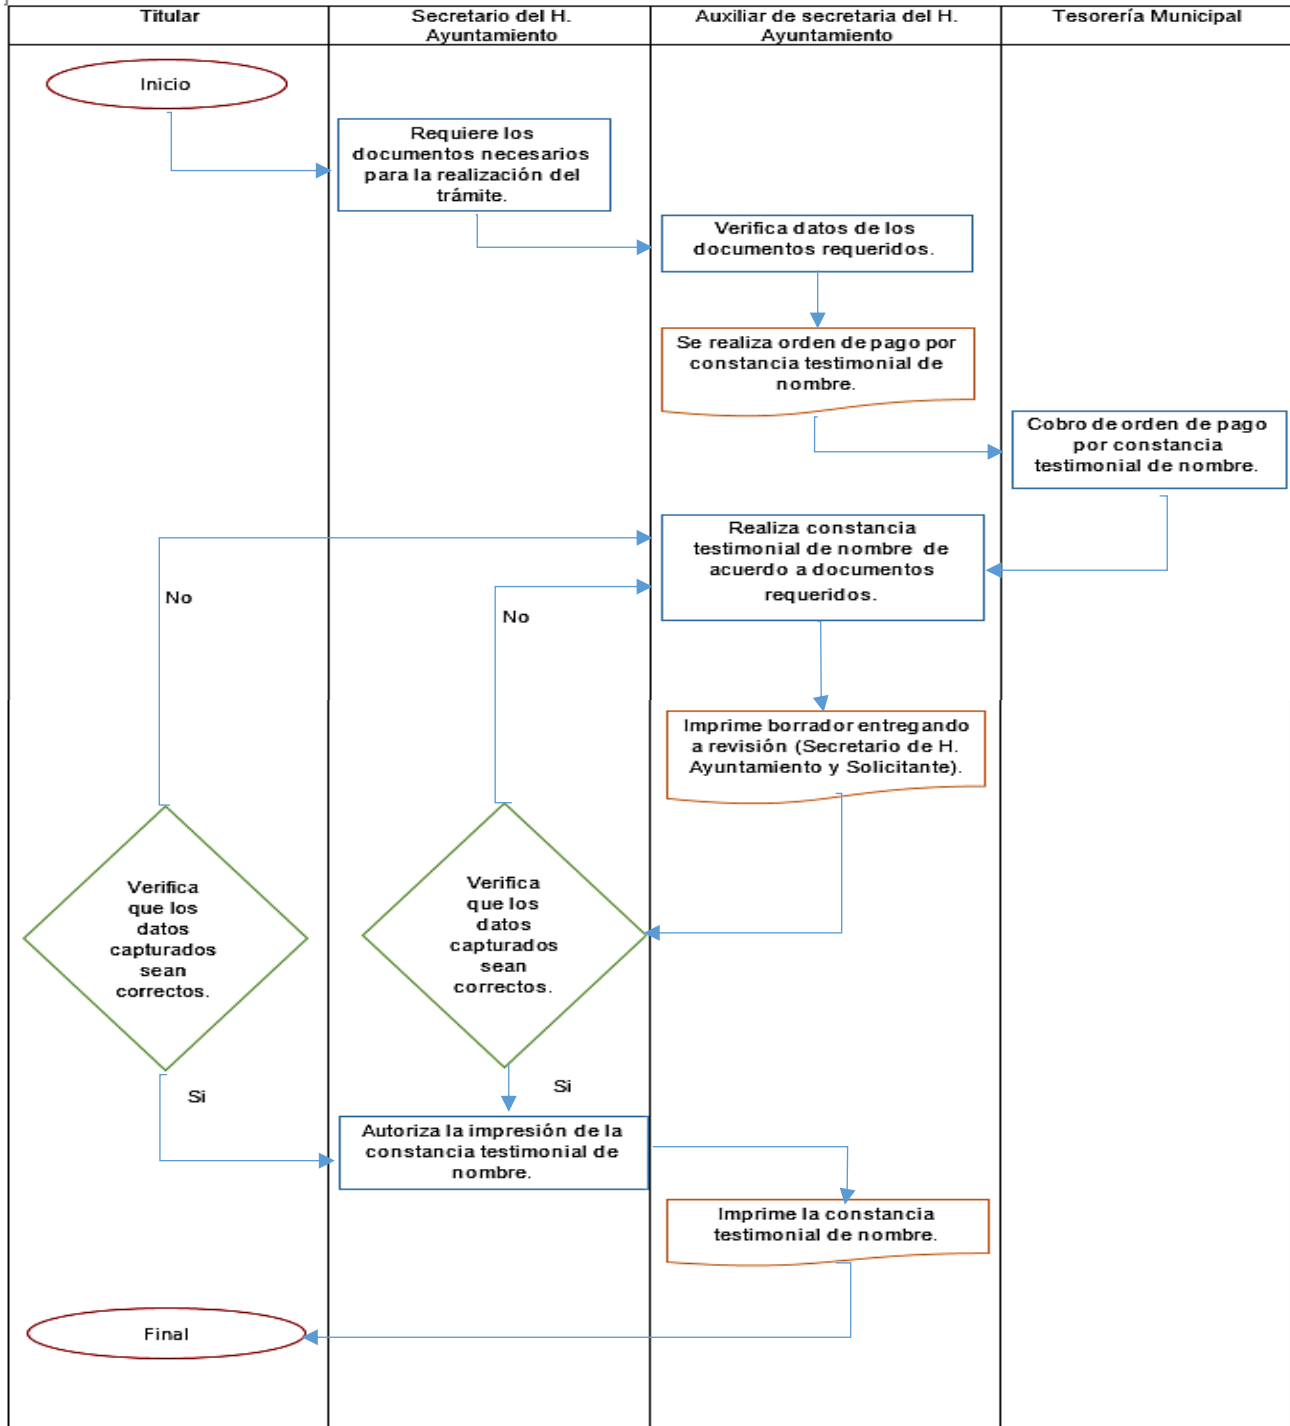 Titular
Secretario del H.
Ayuntamiento
Auxiliar de secretaria del H.
Ayuntamiento
Tesorería Municipal
Inicio
Requiere los
documentos necesarios
para la realización del
trámite.
Verifica datos de los
documentos requeridos.
Se realiza orden de pago por
constancia testimonial de
nombre.
Cobro de orden de pago
por constancia
testimonial de nombre.
Realiza constancia
testimonial de nombre de
acuerdo a documentos
requeridos.
No
No
Imprime borrador entregando
a revisión (Secretario de H.
Ayuntamiento y Solicitante).
Verifica
que los
datos
capturados
sean
correctos.
Verifica
que los
datos
capturados
sean
correctos.
Si
Si
Autoriza la impresión de la
constancia testimonial de
nombre.
Imprime la constancia
testimonial de nombre.
Final